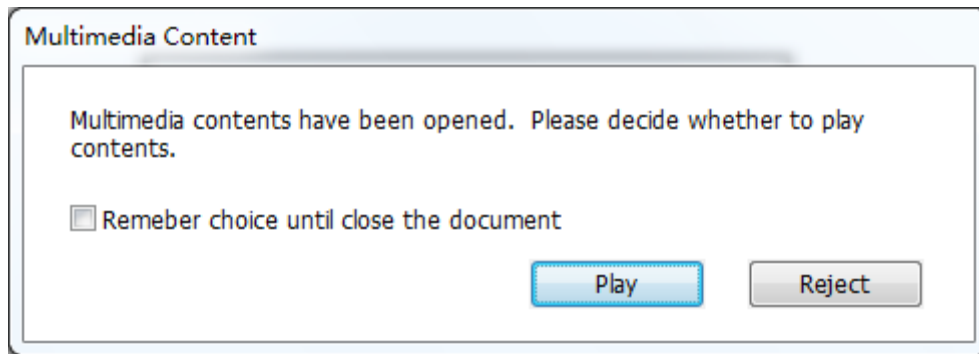 Multimedia Content
Multimedia contents have been opened.  Please decide whether to play
contents.
Remeber choice until close the document
Play
Reject